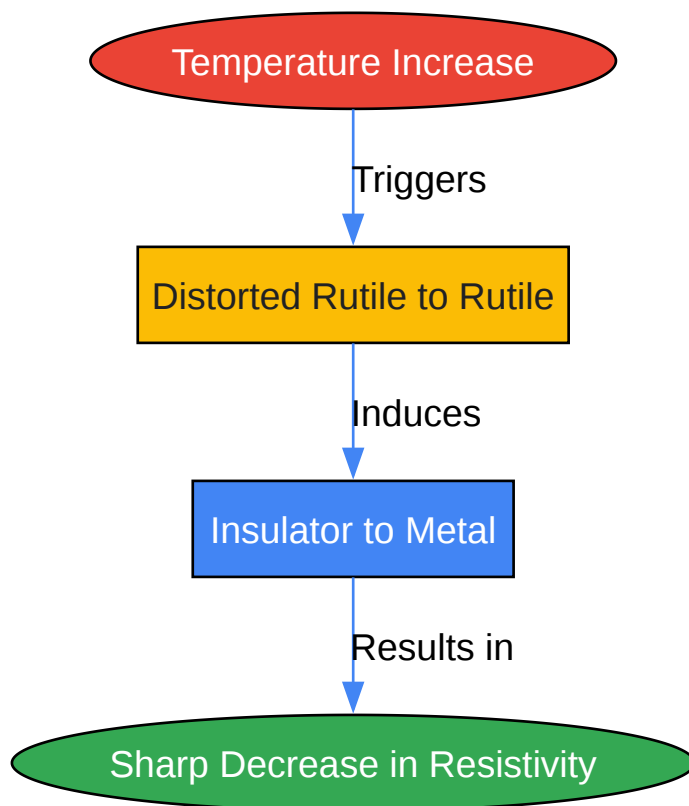 Temperature Increase
Triggers
Distorted Rutile to Rutile
Induces
Insulator to Metal
Results in
Sharp Decrease in Resistivity